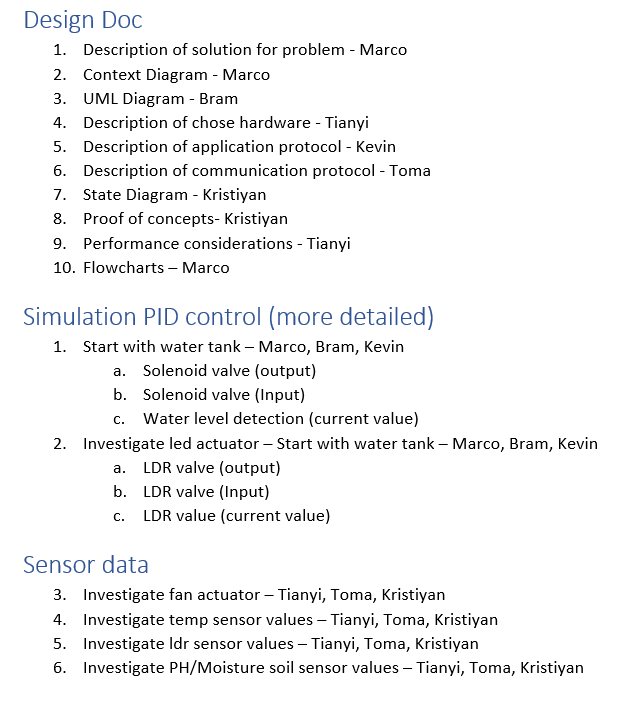 Design Doc
1. Description of solution for problem - Marco
2. Context Diagram - Marco
3. UML Diagram - Bram
4. Description of chose hardware - Tianyi
5. Description of application protocol - Kevin
6. Description of communication protocol - Toma
7. State Diagram - Kristiyan
8. Proof of concepts- Kristiyan
9. Performance considerations - Tianyi
10. Flowcharts – Marco
Simulation PID control (more detailed)
1. Start with water tank – Marco, Bram, Kevin
a. Solenoid valve (output)
b. Solenoid valve (Input)
c. Water level detection (current value)
2. Investigate led actuator – Start with water tank – Marco, Bram, Kevin
a. LDR valve (output)
b. LDR valve (Input)
c. LDR value (current value)
Sensor data
3. Investigate fan actuator – Tianyi, Toma, Kristiyan
4. Investigate temp sensor values – Tianyi, Toma, Kristiyan
5. Investigate ldr sensor values – Tianyi, Toma, Kristiyan
6. Investigate PH/Moisture soil sensor values – Tianyi, Toma, Kristiyan